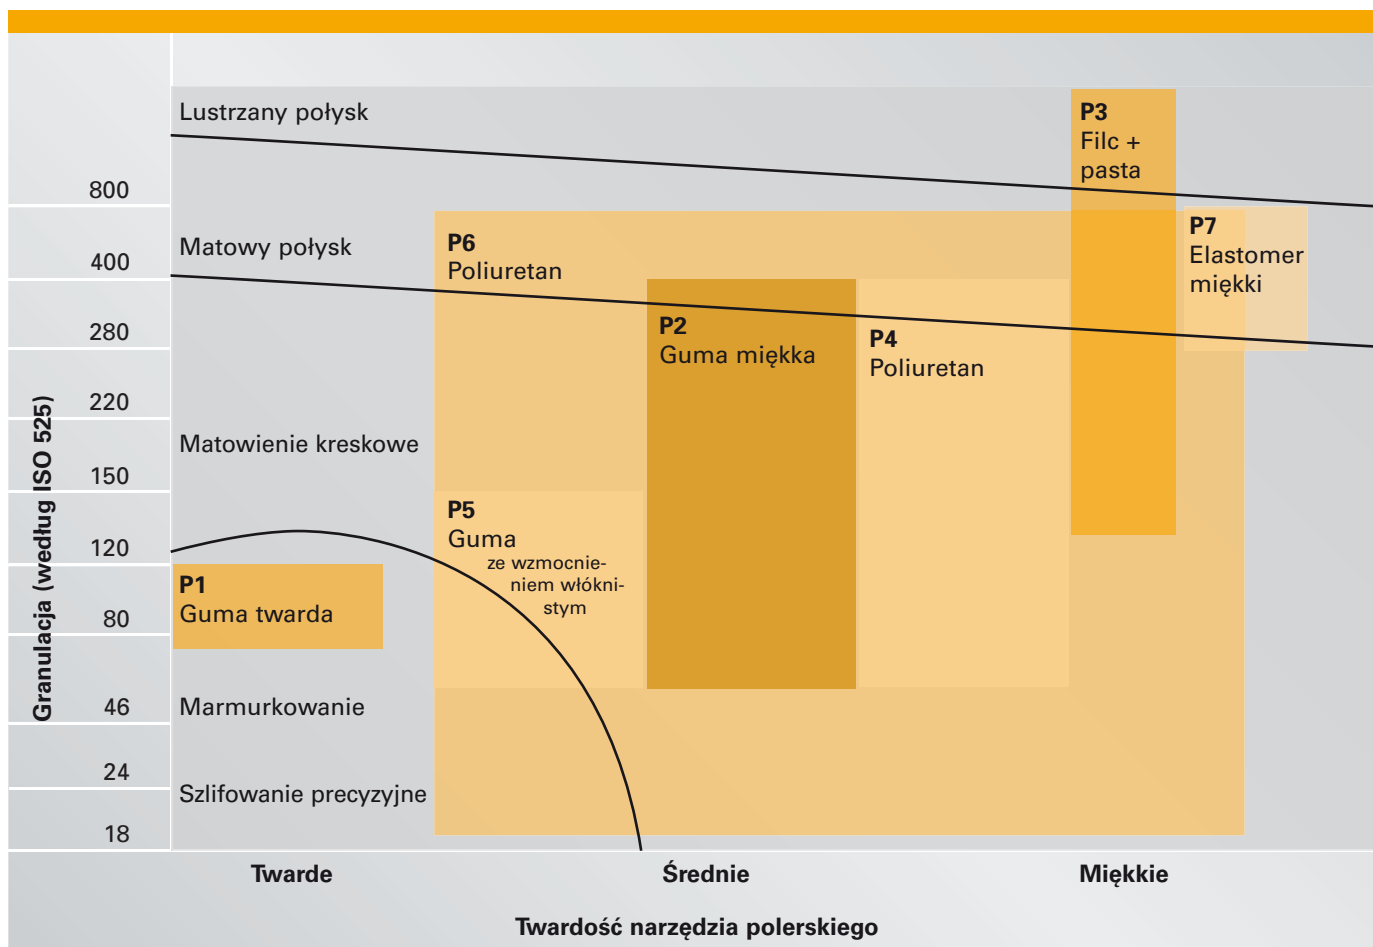 Lustrzany połysk
P3
Filc +
pasta
800
Matowy połysk
P6
Poliuretan
P7
Elastomer
miękki
400
280
P2
Guma miękka
P4
Poliuretan
220
Matowienie kreskowe
150
P5
Guma
ze wzmocnie-
niem włókni-
stym
120
P1
Guma twarda
80
46
Marmurkowanie
24
Szlifowanie precyzyjne
18
Granulacja (według ISO 525)
Twarde
Średnie
Miękkie
Twardość narzędzia polerskiego